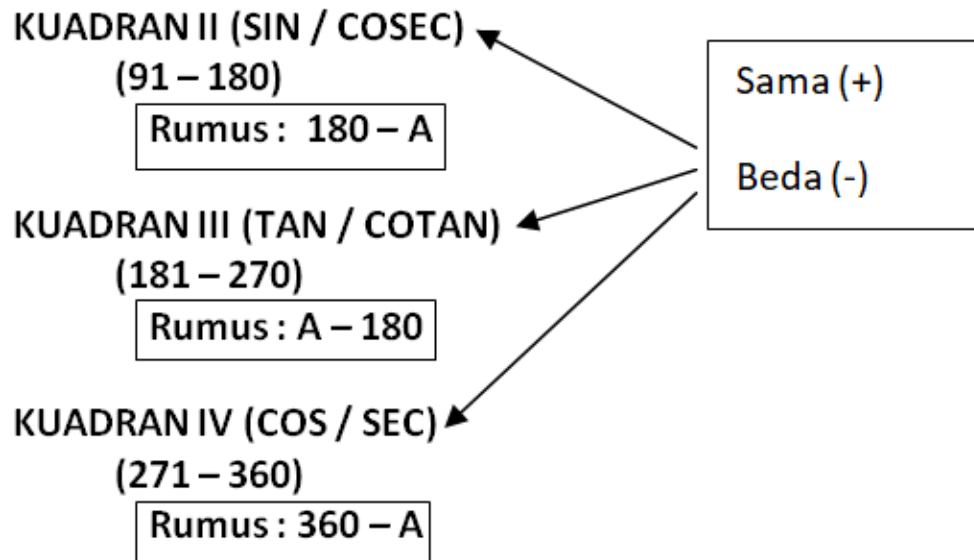 KUADRAN II (SIN / COSEC)
(91 – 180)
Rumus : 180 – A
KUADRAN III (TAN / COTAN)
(181 – 270)
Rumus : A – 180
KUADRAN IV (COS / SEC)
(271 – 360)
Rumus : 360 – A
Sama (+)
Beda (-)